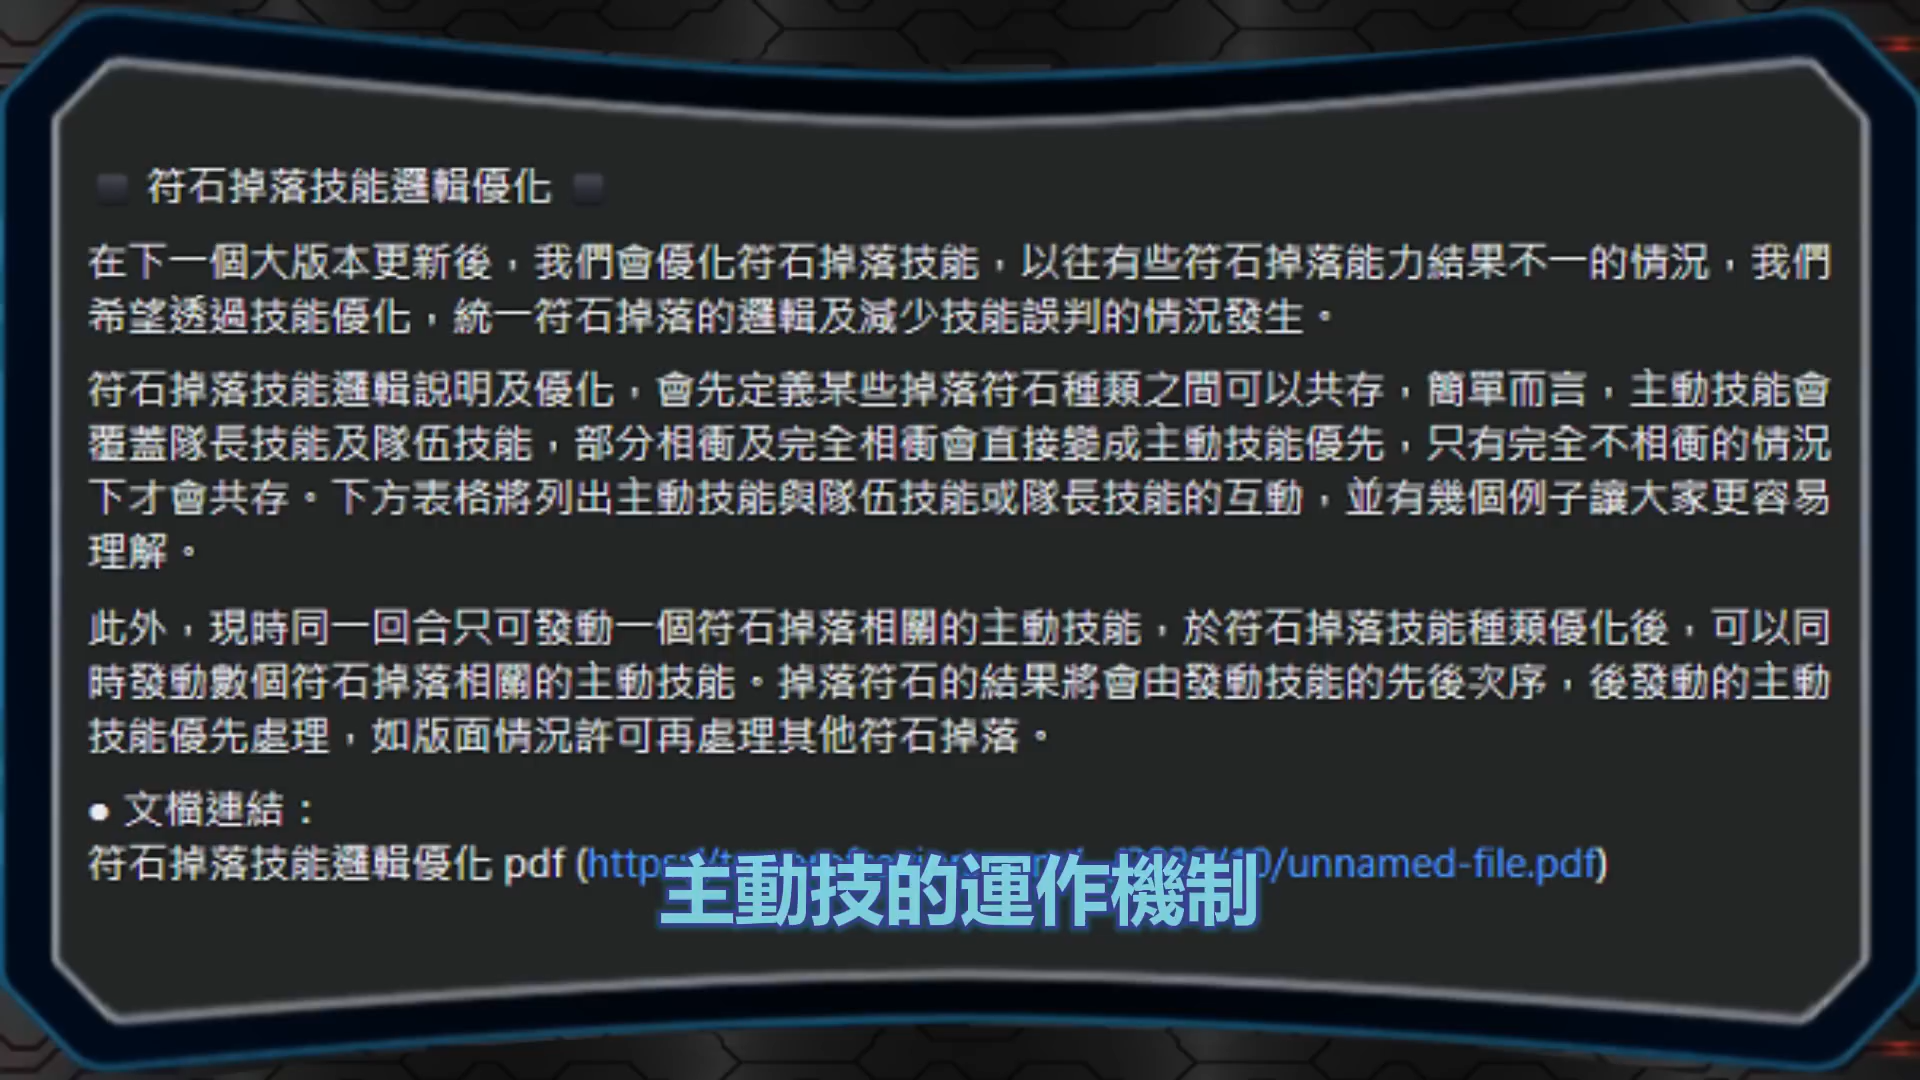 符石掉落技能邏輯優化
在下一個大版本更新後，我們會優化符石掉落技能，以往有些符石掉落能力結果不一的情況，我們
希望透過技能優化，統一符石掉落的邏輯及減少技能誤判的情況發生。
符石掉落技能邏輯說明及優化，會先定義某些掉落符石種類之間可以共存，簡單而言，主動技能會
覆蓋隊長技能及隊伍技能，部分相衝及完全相衝會直接變成主動技能優先，只有完全不相衝的情況
下才會共存。下方表格將列出主動技能與隊伍技能或隊長技能的互動，並有幾個例子讓大家更容易
理解。
此外，現時同一回合只可發動一個符石掉落相關的主動技能，於符石掉落技能種類優化後，可以同
時發動數個符石掉落相關的主動技能。掉落符石的結果將會由發動技能的先後次序，後發動的主動
技能優先處理，如版面情況許可再處理其他符石掉落。
● 文檔連結：
符石掉落技能邏輯優化 pdf (https:/ /unnamed-file.pdf)
主動技的運作機制